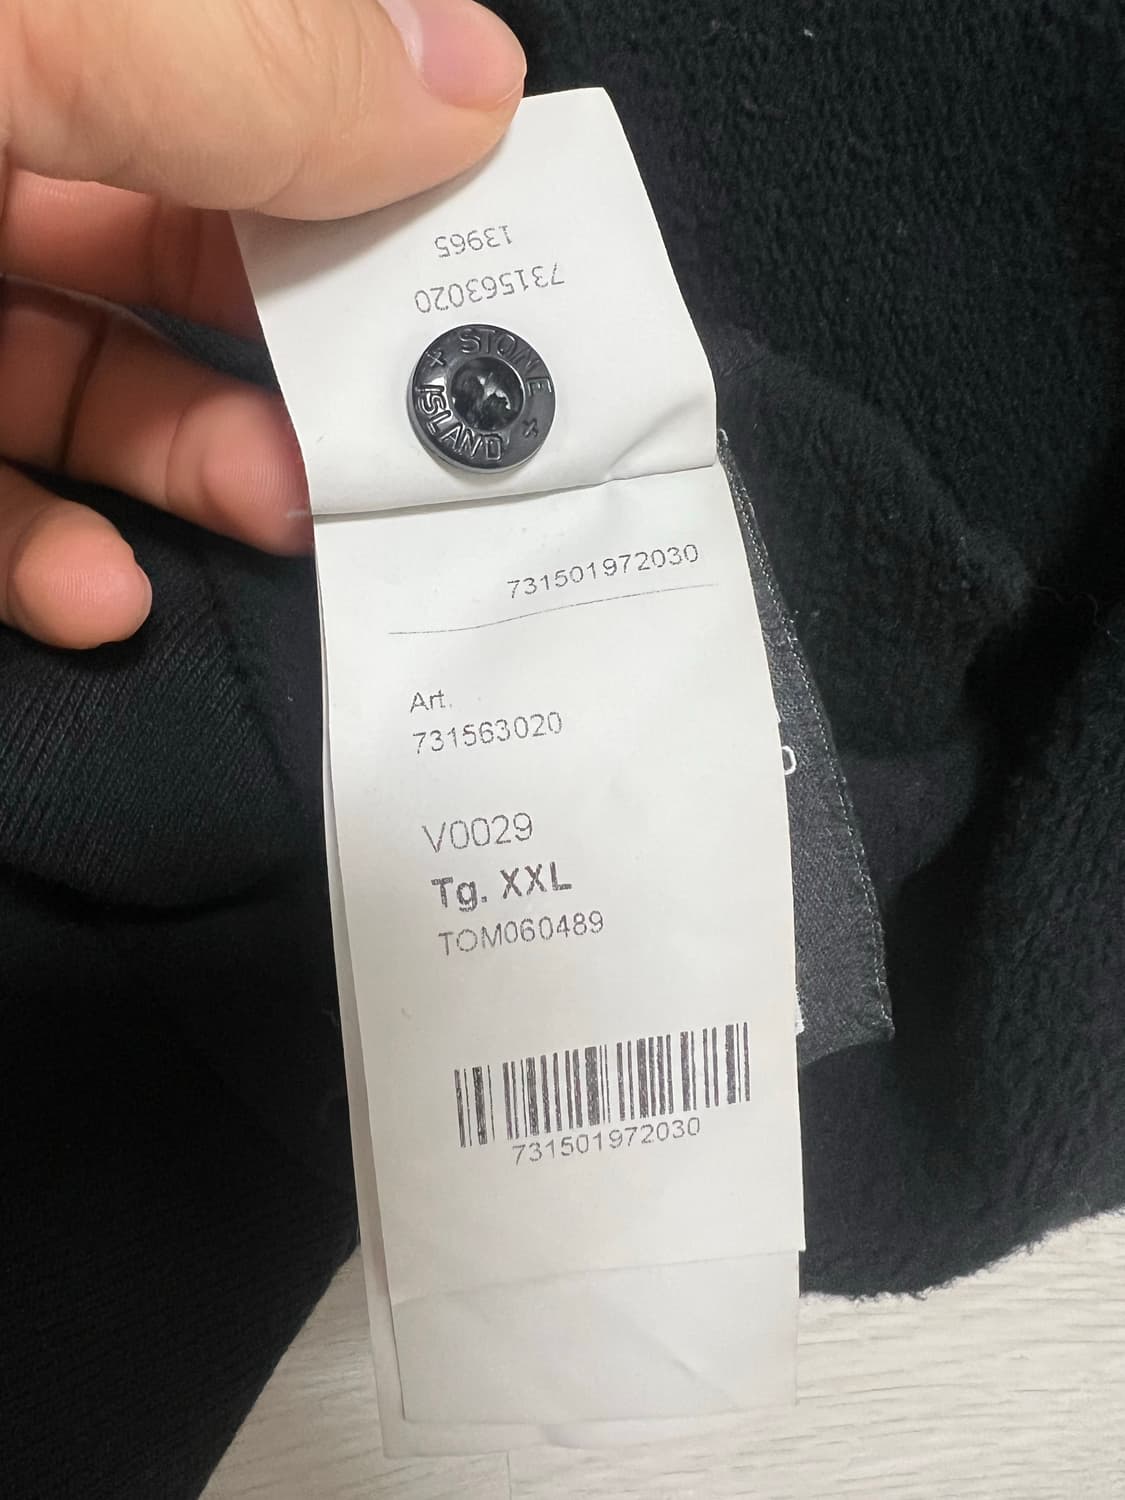 13965
731563020
STONE
ISLAND
731501972030
Art.
731563020
V0029
Tg. XXL
TOM060489
731501972030